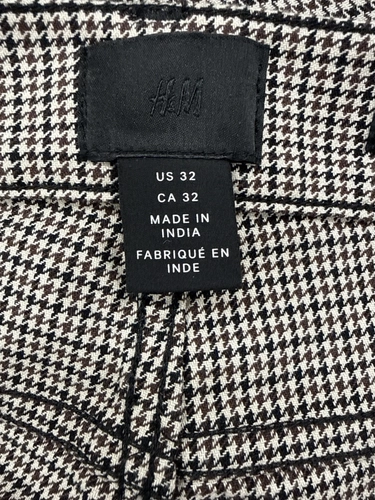 H&M
US 32
CA 32
MADE IN
INDIA
FABRIQUÉ EN
INDE